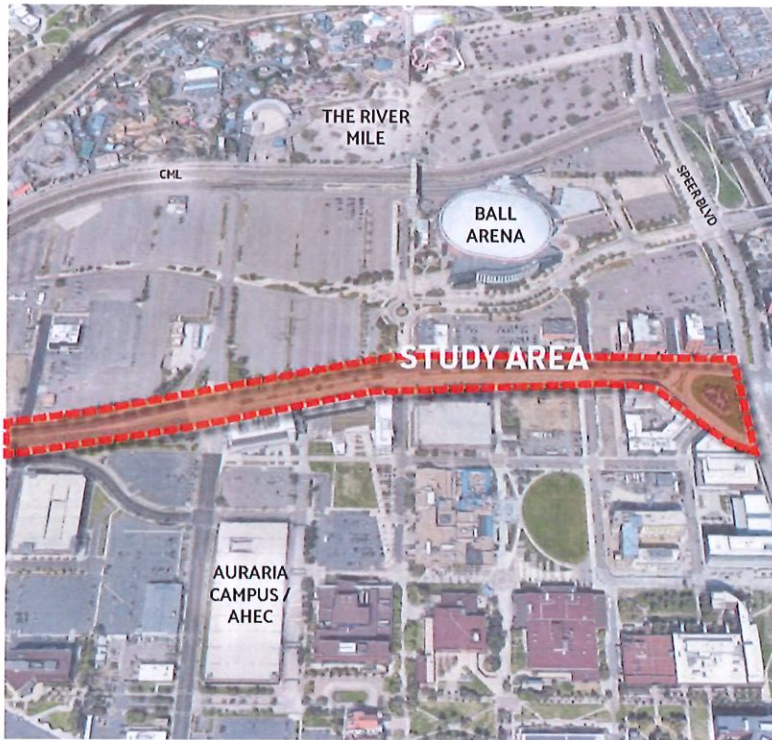 THE RIVER
MILE
CML
SPEER BLVD
BALL
ARENA
STUDY AREA
AURARIA
CAMPUS /
AHEC